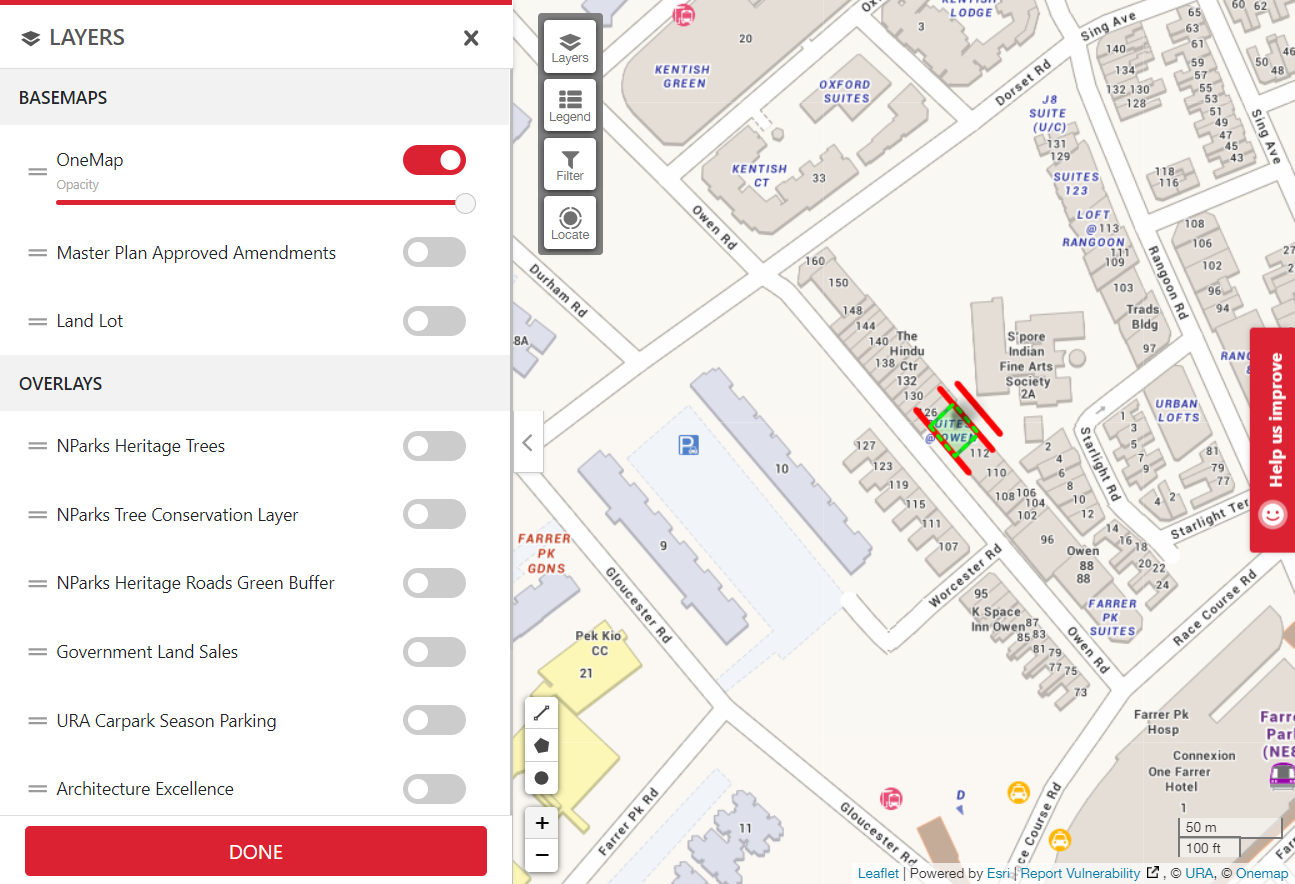 LAYERS
BASEMAPS
OneMap
Opacity
Master Plan Approved Amendments
Land Lot
OVERLAYS
NParks Heritage Trees
NParks Tree Conservation Layer
NParks Heritage Roads Green Buffer
Government Land Sales
URA Carpark Season Parking
Architecture Excellence
DONE
Layers
Legend
Filter
Locate
20
KENTISH
GREEN
KENTISH
LODGE
3
OXFORD
SUITES
KENTISH
CT
33
Owen Rd
Durham Rd
8A
Dorset Rd
Sing Ave
Sing Ave
65
63
61
59
57
55
53
51
49
47
45
43
60
62
46
50
48
140
134
132 130
128
118
116
J8
SUITE
(U/C)
131
129
SUITES
123
LOFT
@ 113
RANGOON
111
109
103
Trads
Bldg
97
Rangoon Rd
108
106
102
96
94
27
160
150
148
144
140
138
132
130
126
The
Hindu
Ctr
S'pore
Indian
Fine Arts
Society
2A
@ OWEN
112
110
108
106
104
102
96
Owen
88
88
FARRER
PK
SUITES
URBAN
LOFTS
1
3
5
7
9
2
4
6
8
10
12
14
16
18
20
22
24
4
2
81
79
77
Starlight Rd
Starlight Ter
Help us improve
127
123
119
115
111
107
10
9
P
FARRER
PK
GDNS
Gloucester Rd
Worcester Rd
95
K Space
Inn Owen
87
85
83
81
79
77
75
73
Owen Rd
Race Course Rd
Pek Kio
CC
21
Farrer Pk
Hosp
Connexion
One Farrer
Hotel
1
Farrer Pk Rd
11
Gloucester Rd
D
+
−
50 m
100 ft
Leaflet | Powered by Esri | Report Vulnerability , © URA, © Onemap